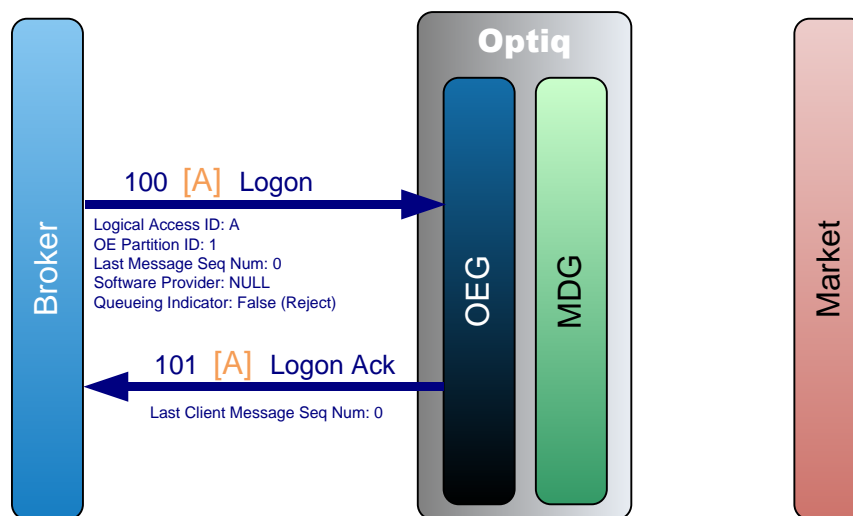 Optiq
100 [A] Logon
Logical Access ID: A
OE Partition ID: 1
Last Message Seq Num: 0
Software Provider: NULL
Queueing Indicator: False (Reject)
Broker
OEG
MDG
Market
101 [A] Logon Ack
Last Client Message Seq Num: 0